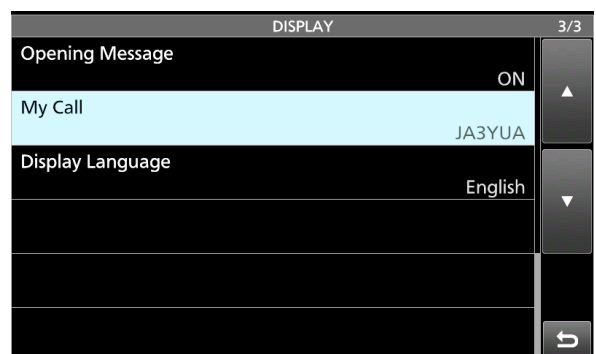 DISPLAY 3/3
Opening Message
ON
My Call
JA3YUA
Display Language
English